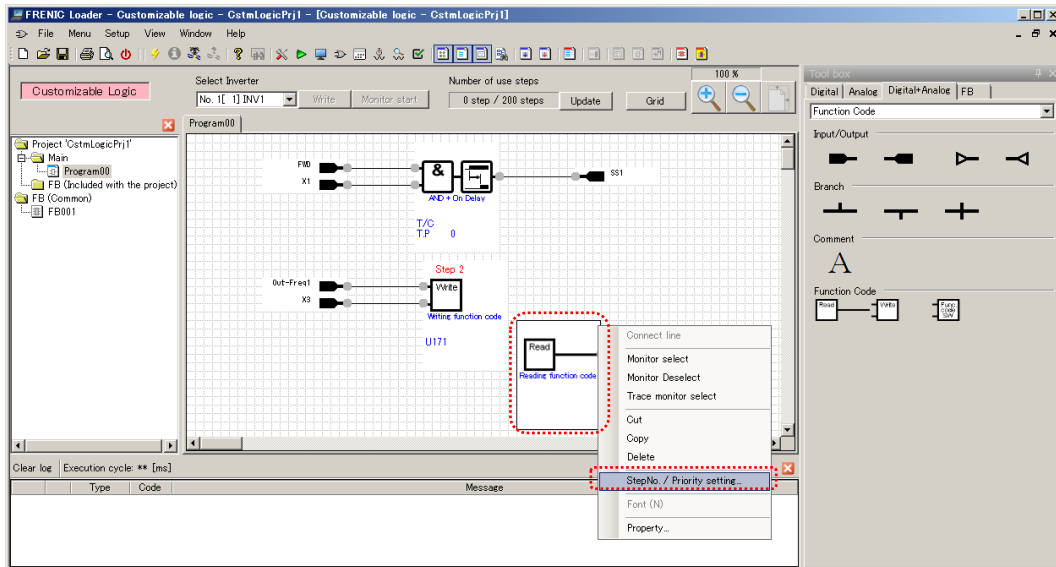 FRENIC Loader - Customizable logic - CstmLogicPrj1 - [Customizable logic - CstmLogicPrj1]
File Menu Setup View Window Help
Customizable Logic
Select Inverter
No. 1[ 1] INV1
Write
Monitor start
Number of use steps
0 step / 200 steps
Update
Grid
100 %
Project 'CstmLogicPrj1'
Main
Program00
FB (Included with the project)
FB (Common)
FB001
Program00
FWD
X1
&
AND + On Delay
SS1
T/C
T.P 0
Step 2
Out-Freq1
X3
Write
Writing function code
U171
Read
Reading function code
Connect line
Monitor select
Monitor Deselect
Trace monitor select
Cut
Copy
Delete
StepNo. / Priority setting...
Font (N)
Property...
Tool box
Digital Analog Digital+Analog FB
Function Code
Input/Output
Branch
Comment
A
Function Code
Read
Write
Func. code SW
Clear log Execution cycle: ** [ms]
Type Code Message